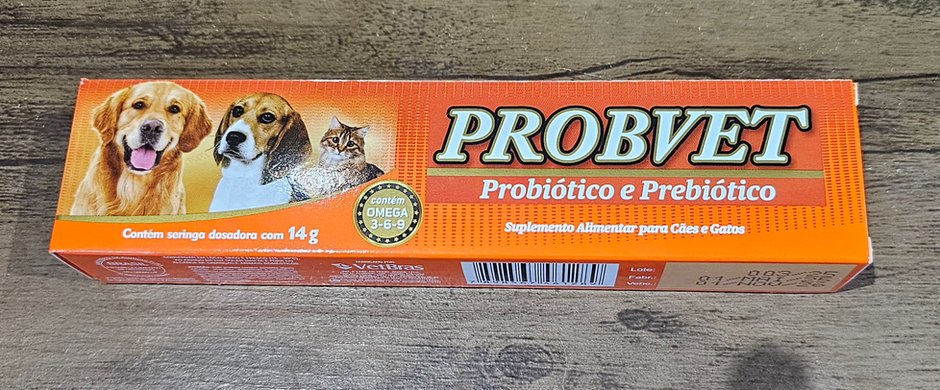 PROBVET
Probiótico e Prebiótico
Suplemento Alimentar para Cães e Gatos
contém
OMEGA
3-6-9
Contém seringa dosadora com 14g
VetBras
Lote:
Fabr.:
Venc.: